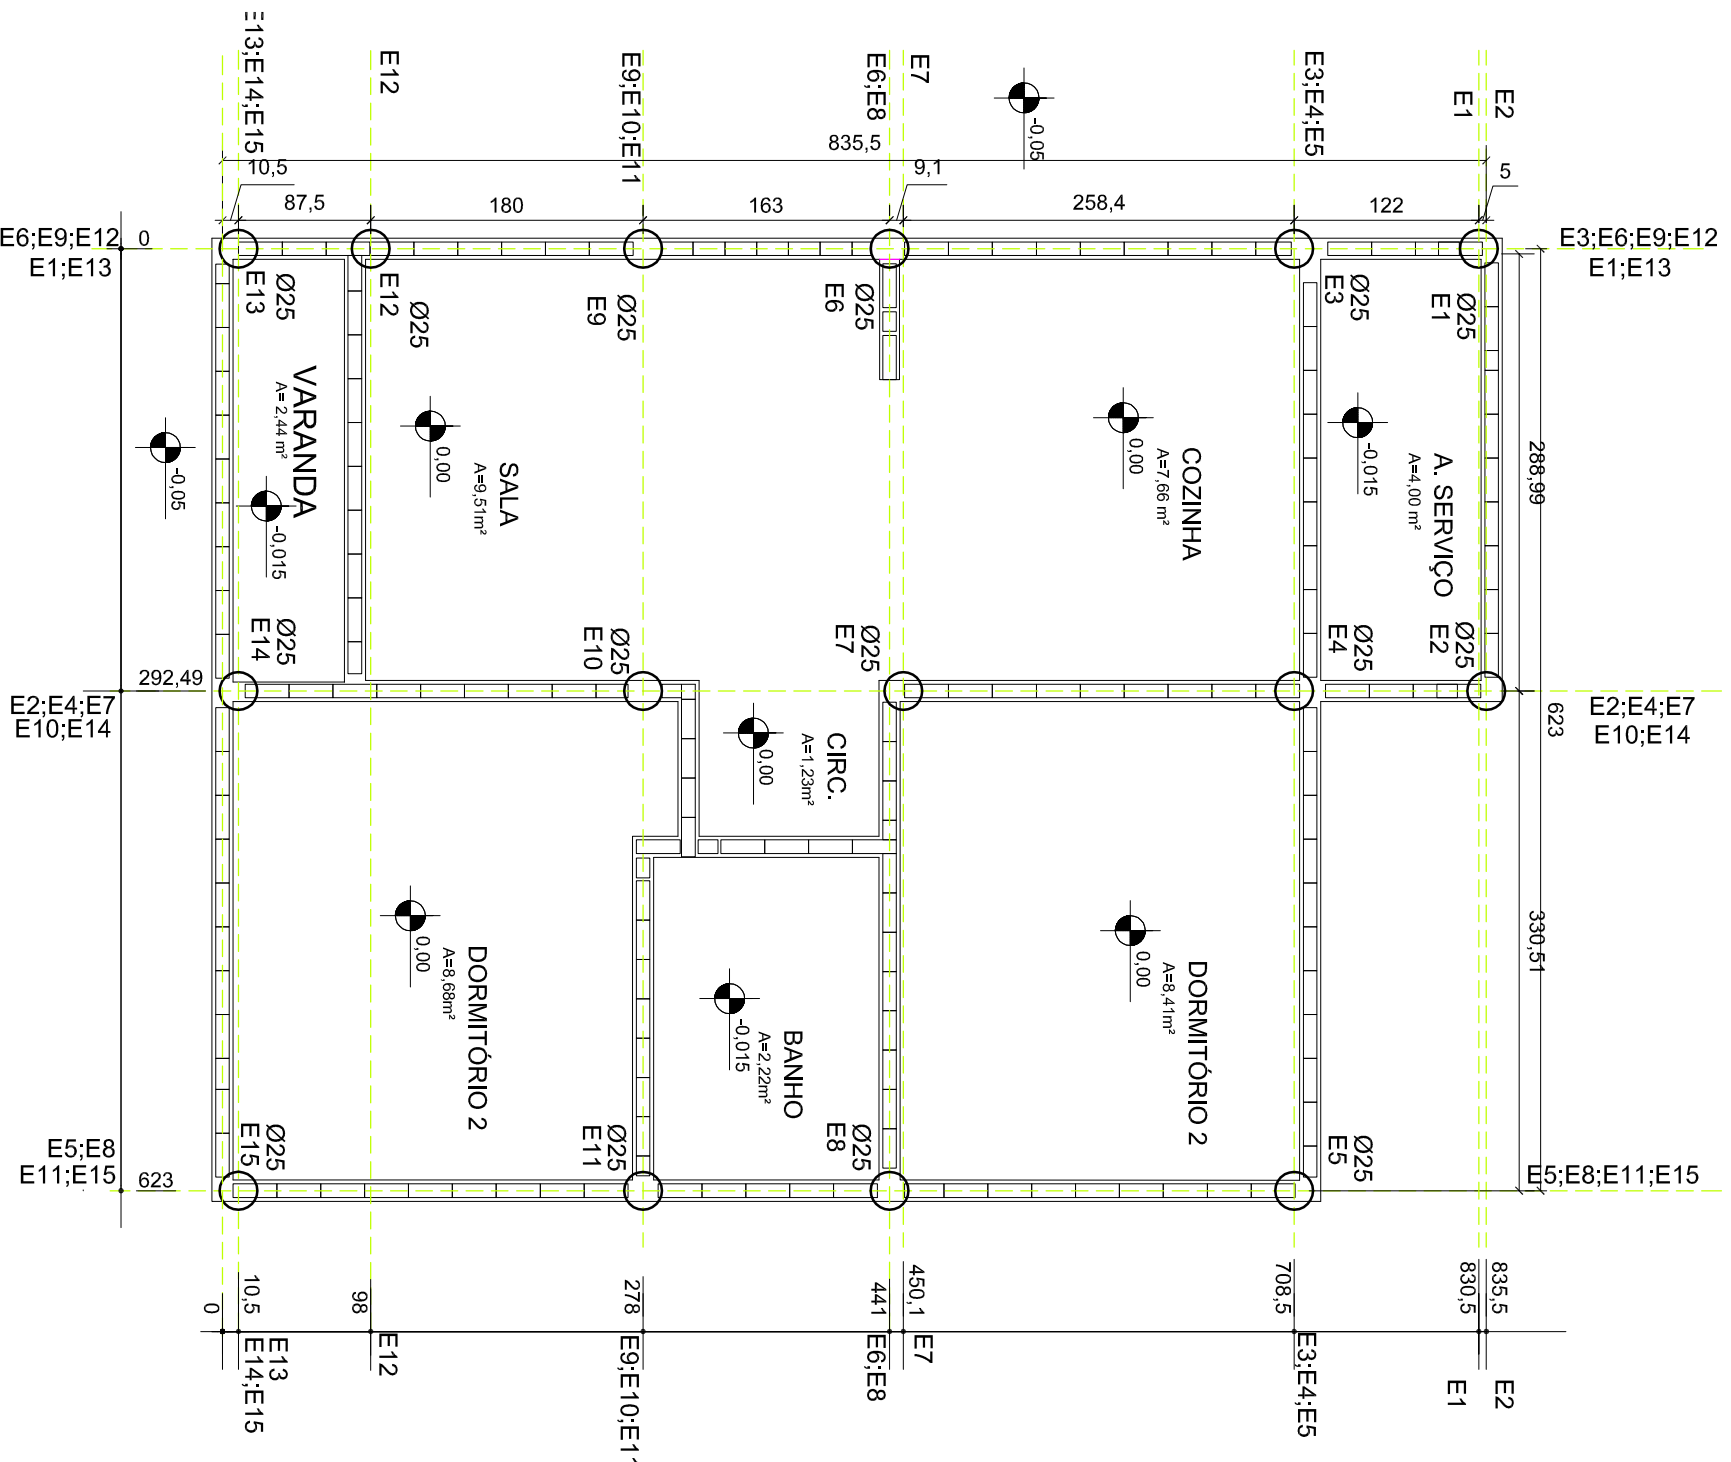 E13;E14;E15
E12
E9;E10;E11
E6;E8
E7
E3;E4;E5
E1
E2
-0,05
835,5
10,5
9,1
5
87,5
180
163
258,4
122
E6;E9;E12
0
E1;E13
E3;E6;E9;E12
E1;E13
Ø25
E13
Ø25
E12
Ø25
E9
Ø25
E6
Ø25
E3
Ø25
E1
VARANDA
A= 2,44 m²
-0,015
-0,05
SALA
A=9,51m²
0,00
COZINHA
A=7,66 m²
0,00
A. SERVIÇO
A=4,00 m²
-0,015
288,99
Ø25
E14
Ø25
E10
Ø25
E7
Ø25
E4
Ø25
E2
292,49
E2;E4;E7
E10;E14
E2;E4;E7
E10;E14
623
CIRC.
A=1,23m²
0,00
DORMITÓRIO 2
A=8,68m²
0,00
BANHO
A=2,22m²
-0,015
DORMITÓRIO 2
A=8,41m²
0,00
330,51
Ø25
E15
Ø25
E11
Ø25
E8
Ø25
E5
E5;E8
E11;E15
623
E5;E8;E11;E15
0
10,5
98
278
441
450,1
708,5
830,5
835,5
E13
E14;E15
E12
E9;E10;E1
E6;E8
E7
E3;E4;E5
E1
E2